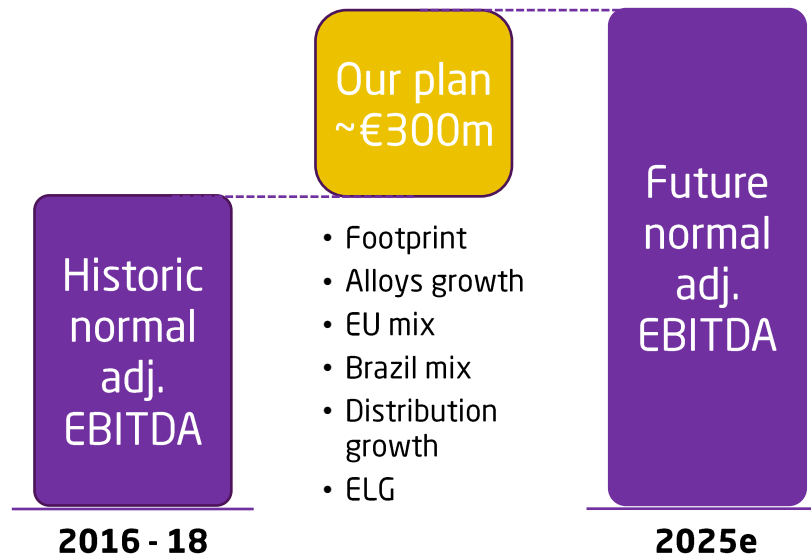 Our plan
~€300m
Historic
normal
adj.
EBITDA
• Footprint
• Alloys growth
• EU mix
• Brazil mix
• Distribution
growth
• ELG
Future
normal
adj.
EBITDA
2016 - 18
2025e